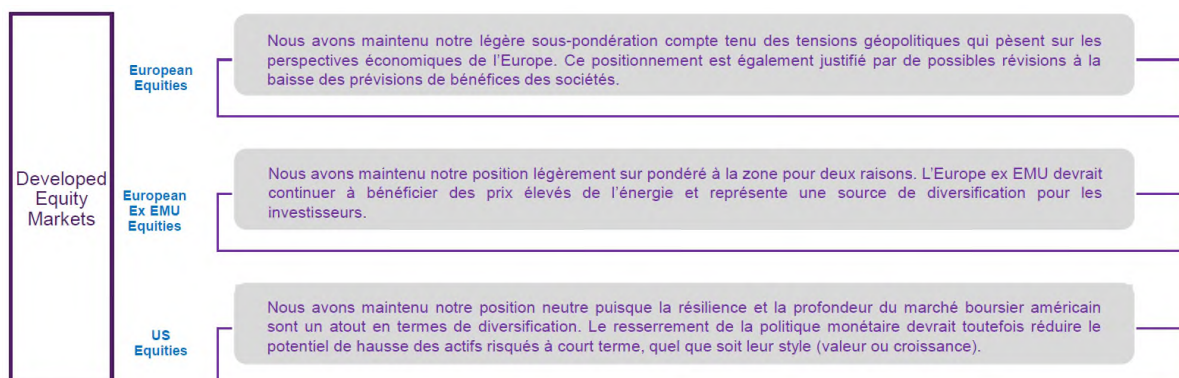 Developed
Equity
Markets
European
Equities
Nous avons maintenu notre légère sous-pondération compte tenu des tensions géopolitiques qui pèsent sur les
perspectives économiques de l'Europe. Ce positionnement est également justifié par de possibles révisions à la
baisse des prévisions de bénéfices des sociétés.
European
Ex EMU
Equities
Nous avons maintenu notre position légèrement sur pondéré à la zone pour deux raisons. L'Europe ex EMU devrait
continuer à bénéficier des prix élevés de l'énergie et représente une source de diversification pour les
investisseurs.
US
Equities
Nous avons maintenu notre position neutre puisque la résilience et la profondeur du marché boursier américain
sont un atout en termes de diversification. Le resserrement de la politique monétaire devrait toutefois réduire le
potentiel de hausse des actifs risqués à court terme, quel que soit leur style (valeur ou croissance).